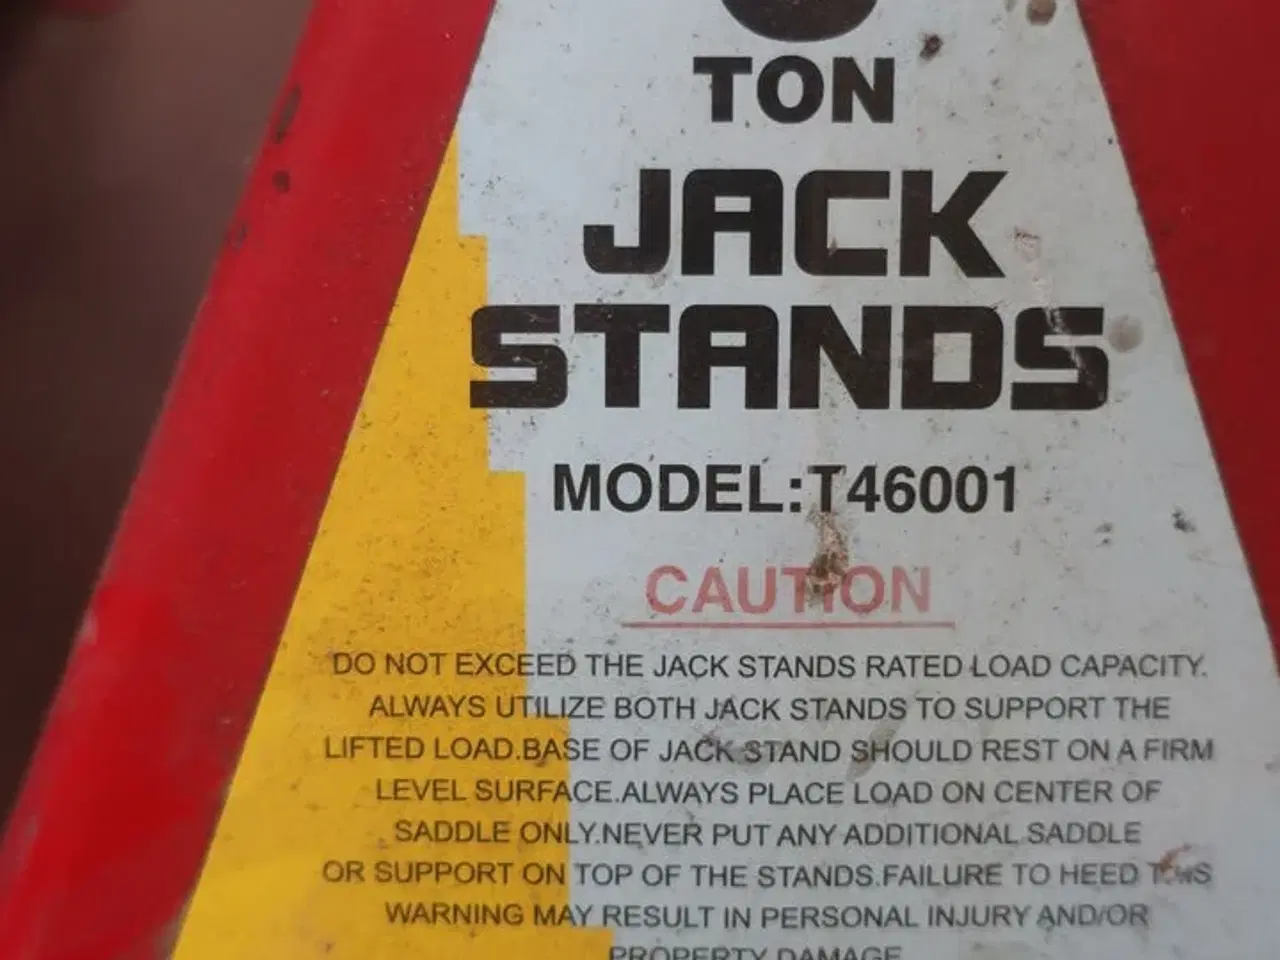 TON
JACK
STANDS
MODEL:T46001
CAUTION
DO NOT EXCEED THE JACK STANDS RATED LOAD CAPACITY.
ALWAYS UTILIZE BOTH JACK STANDS TO SUPPORT THE
LIFTED LOAD.BASE OF JACK STAND SHOULD REST ON A FIRM
LEVEL SURFACE.ALWAYS PLACE LOAD ON CENTER OF
SADDLE ONLY.NEVER PUT ANY ADDITIONAL SADDLE
OR SUPPORT ON TOP OF THE STANDS.FAILURE TO HEED THIS
WARNING MAY RESULT IN PERSONAL INJURY AND/OR
PROPERTY DAMAGE